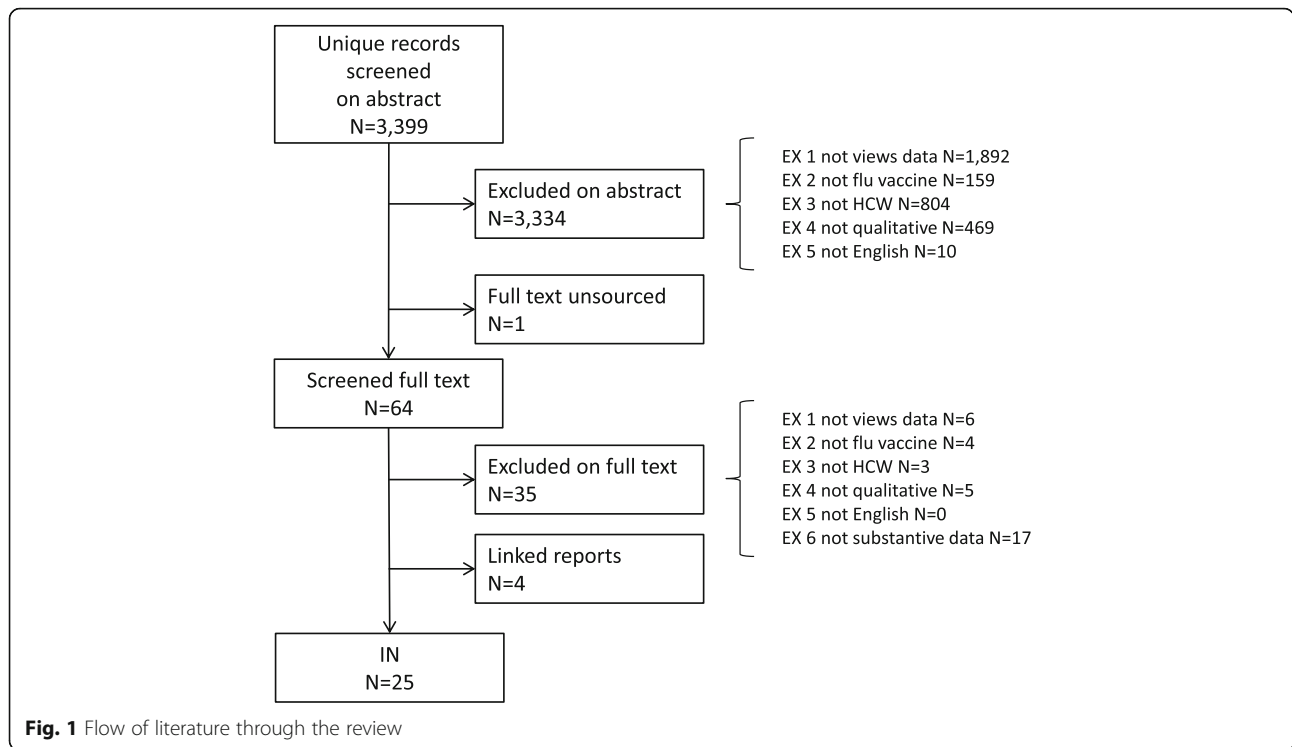 Unique records
screened
on abstract
N=3,399
Excluded on abstract
N=3,334
EX 1 not views data N=1,892
EX 2 not flu vaccine N=159
EX 3 not HCW N=804
EX 4 not qualitative N=469
EX 5 not English N=10
Full text unsourced
N=1
Screened full text
N=64
Excluded on full text
N=35
EX 1 not views data N=6
EX 2 not flu vaccine N=4
EX 3 not HCW N=3
EX 4 not qualitative N=5
EX 5 not English N=0
EX 6 not substantive data N=17
Linked reports
N=4
IN
N=25
Fig. 1 Flow of literature through the review